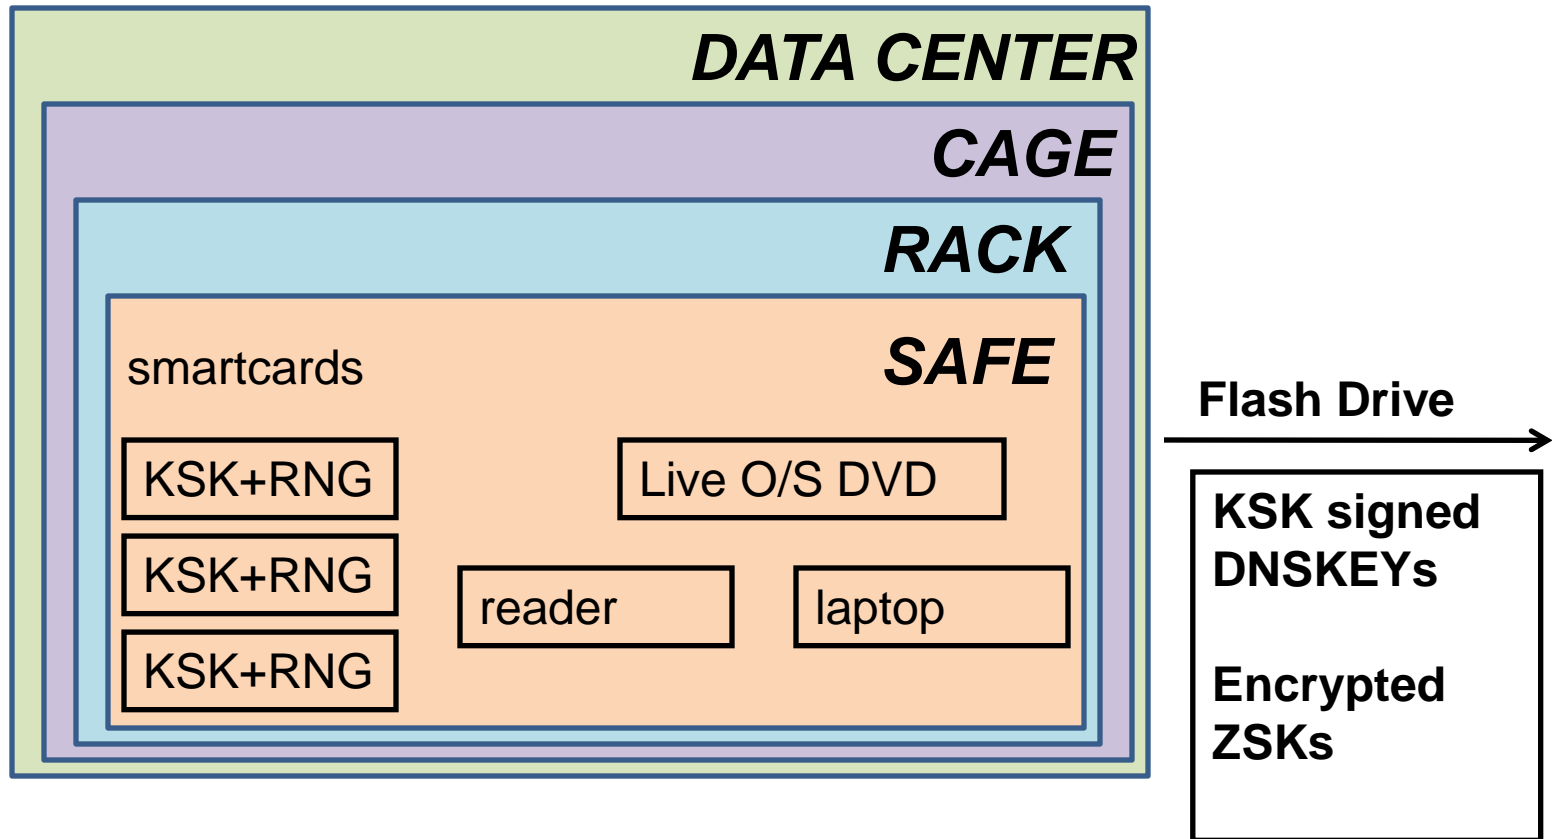 DATA CENTER
CAGE
RACK
SAFE
smartcards
KSK+RNG
KSK+RNG
KSK+RNG
Live O/S DVD
reader
laptop
Flash Drive
KSK signed
DNSKEYs
Encrypted
ZSKs